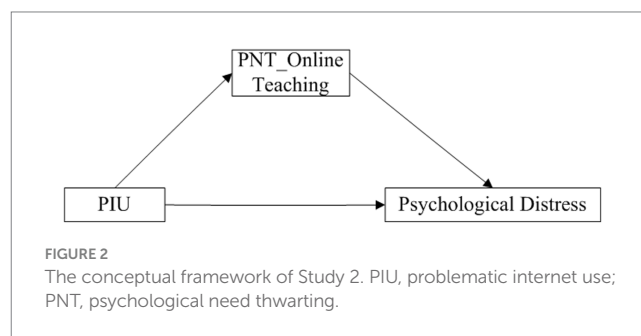 PNT_Online
Teaching
PIU
Psychological Distress
FIGURE 2
The conceptual framework of Study 2. PIU, problematic internet use;
PNT, psychological need thwarting.